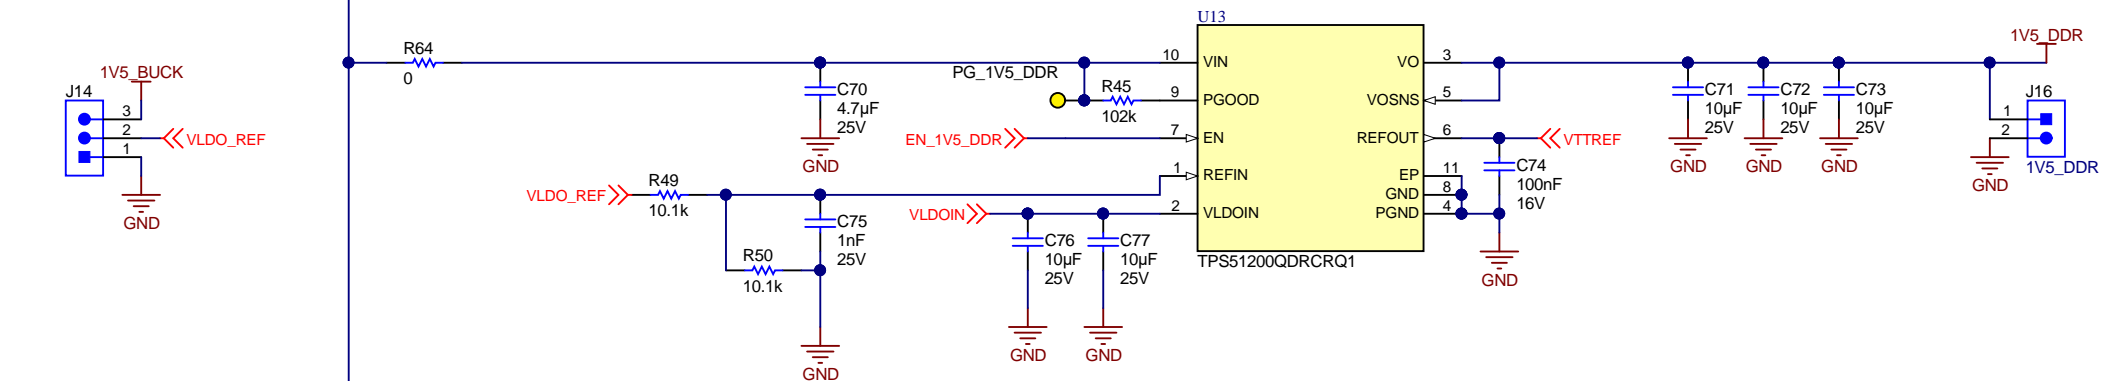 1V5_BUCK
J14
3
2
1
VLDO_REF
GND
R64
0
C70
4.7µF
25V
GND
PG_1V5_DDR
R45
102k
EN_1V5_DDR
VLDO_REF
R49
10.1k
C75
1nF
25V
R50
10.1k
GND
VLDOIN
C76
10µF
25V
GND
C77
10µF
25V
GND
U13
10
VIN
9
PGOOD
7
EN
1
REFIN
2
VLDOIN
VO
3
VOSNS
5
REFOUT
6
EP
11
GND
8
PGND
4
TPS51200QDRCRQ1
VTTREF
C74
100nF
16V
GND
C71
10µF
25V
GND
C72
10µF
25V
GND
C73
10µF
25V
GND
1V5_DDR
J16
1
2
1V5_DDR
GND